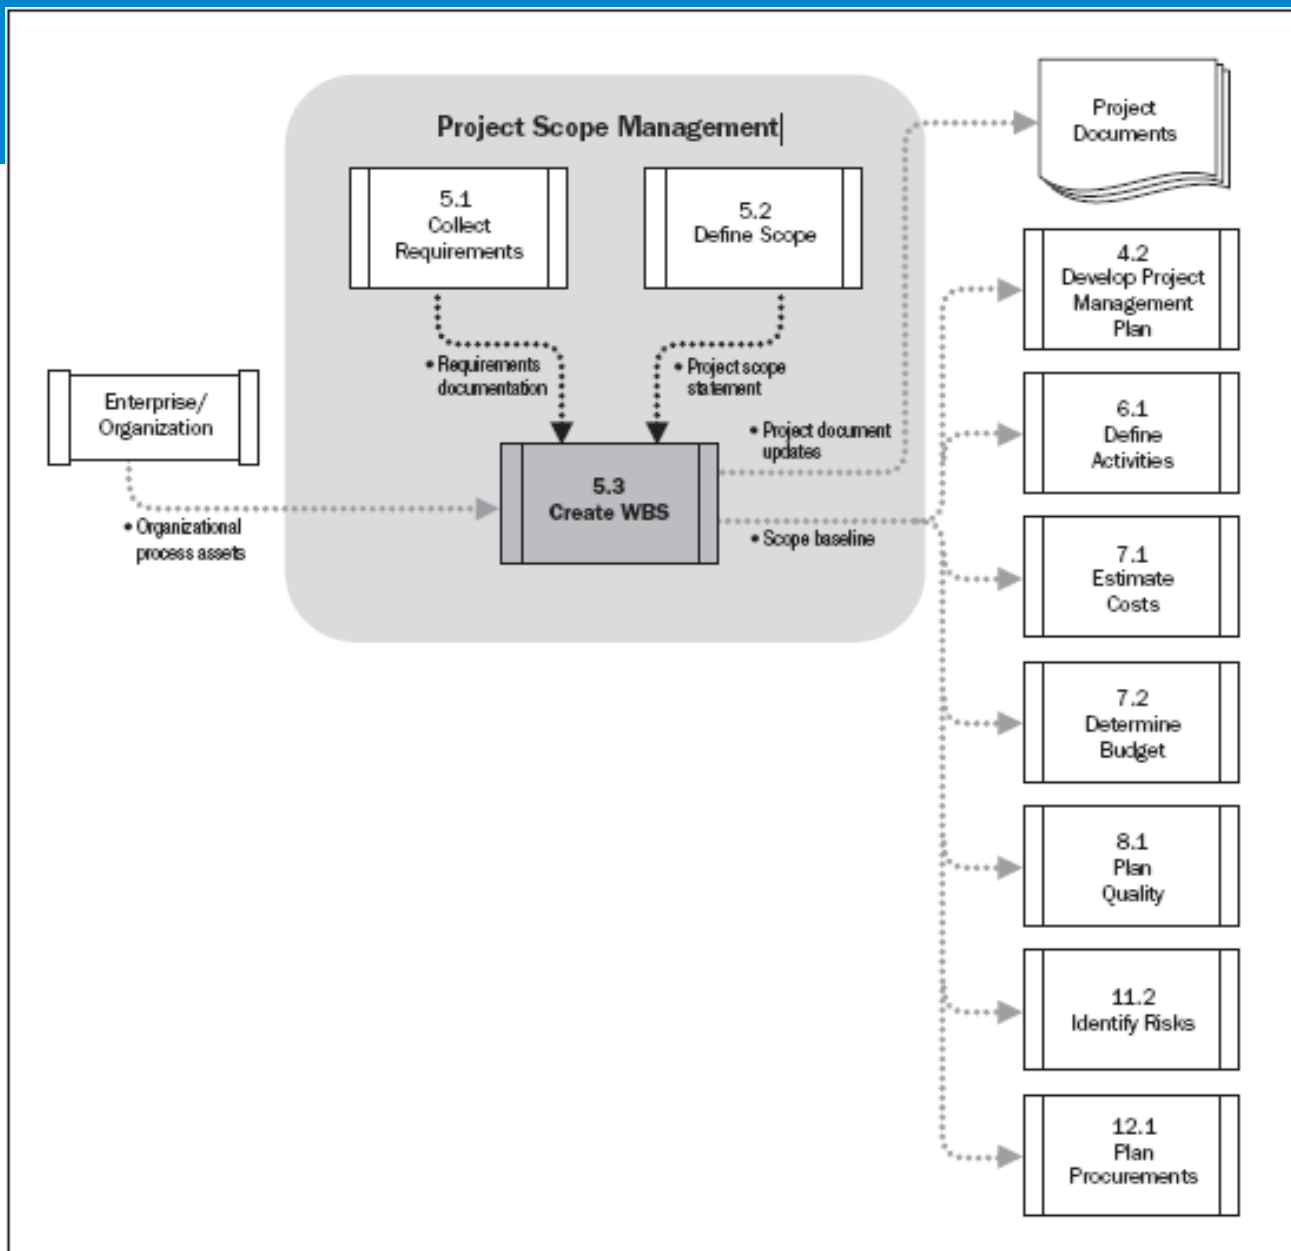 Project Scope Management
5.1
Collect
Requirements
5.2
Define Scope
• Requirements
documentation
• Project scope
statement
Enterprise/
Organization
• Organizational
process assets
5.3
Create WBS
• Project document
updates
• Scope baseline
Project
Documents
4.2
Develop Project
Management
Plan
6.1
Define
Activities
7.1
Estimate
Costs
7.2
Determine
Budget
8.1
Plan
Quality
11.2
Identify Risks
12.1
Plan
Procurements